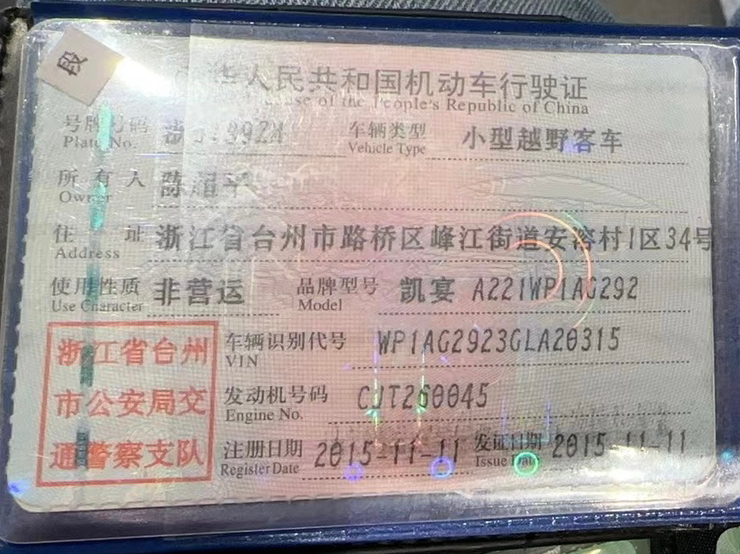 段
华人民共和国机动车行驶证
License of the People's Republic of China
号牌号码 车辆类型 小型越野客车
Plate No. Vehicle Type
所有人 陈
Owner
住址 浙江省台州市路桥区峰江街道安溶村1区34号
Address
使用性质 非营运 品牌型号 凯宴 A221WP1AG292
Use Character Model
浙江省台州 车辆识别代号 WP1AG2923GLA20315
VIN
市公安局交 发动机号码 CJT260045
Engine No.
通警察支队 注册日期 2015-11-11 发证日期 2015-11-11
Register Date Issue Date